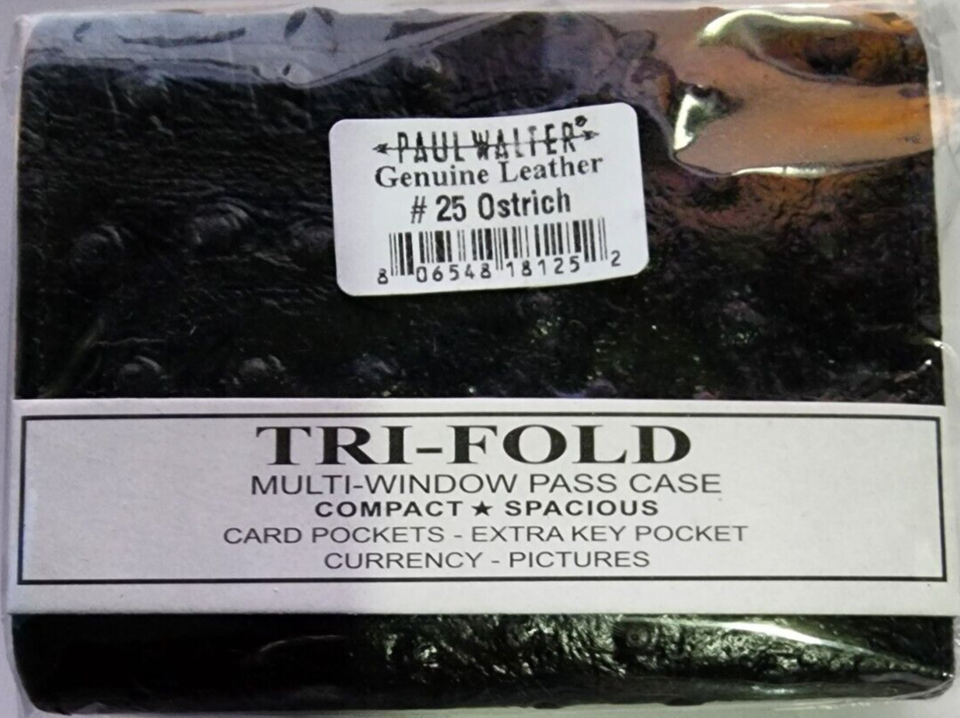 PAUL WALTER®
Genuine Leather
# 25 Ostrich
8 06548 18125 2
TRI-FOLD
MULTI-WINDOW PASS CASE
COMPACT ★ SPACIOUS
CARD POCKETS - EXTRA KEY POCKET
CURRENCY - PICTURES